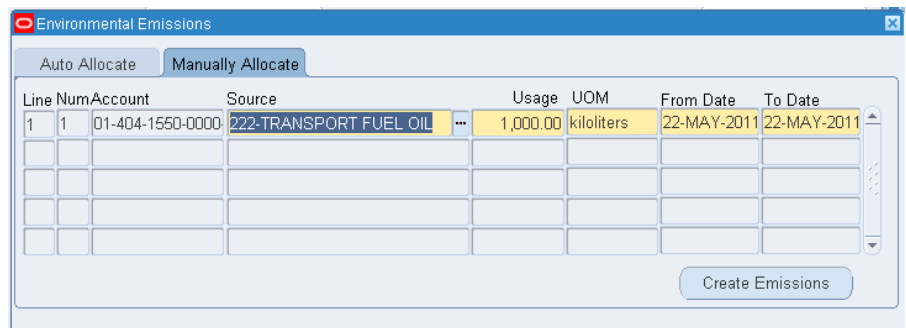 Environmental Emissions
Auto Allocate Manually Allocate
Line Num Account Source Usage UOM From Date To Date
1 1 01-404-1550-0000- 222-TRANSPORT FUEL OIL ... 1,000.00 kiloliters 22-MAY-2011 22-MAY-2011
Create Emissions